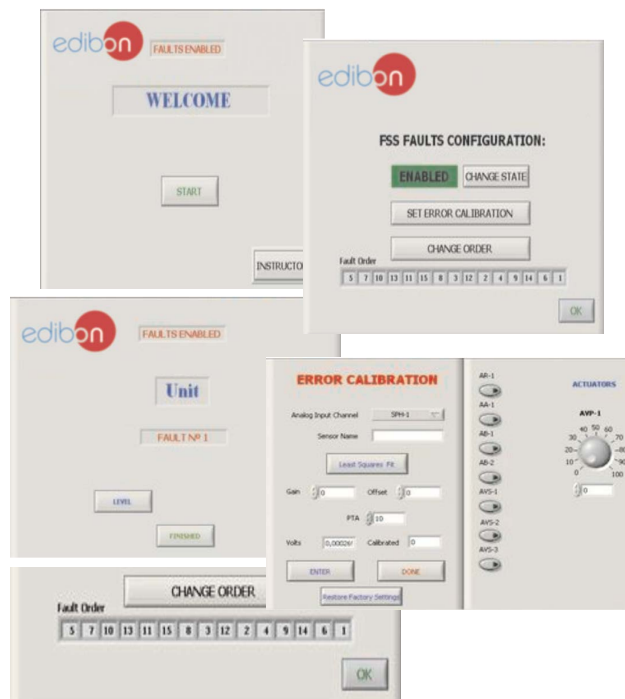 edibon
FAULTS ENABLED
WELCOME
START
INSTRUCTO
edibon
FSS FAULTS CONFIGURATION:
ENABLED CHANGE STATE
SET ERROR CALIBRATION
CHANGE ORDER
Fault Order
5 7 10 13 11 15 8 3 12 2 4 9 14 6 1
OK
edibon
FAULTS ENABLED
Unit
FAULT Nº 1
LEVEL
FINISHED
ERROR CALIBRATION
Analog Input Channel SPH-1
Sensor Name
Least Squares Fit
Gain 0 Offset 0
PTA 10
Volts Calibrated 0
ENTER DONE
Restore Factory Settings
AR-1
AA-1
AB-1
AB-2
AVS-1
AVS-2
AVS-3
ACTUATORS
AVP-1
0 10 20 30 40 50 60 70 80 90 100
0
CHANGE ORDER
Fault Order
5 7 10 13 11 15 8 3 12 2 4 9 14 6 1
OK